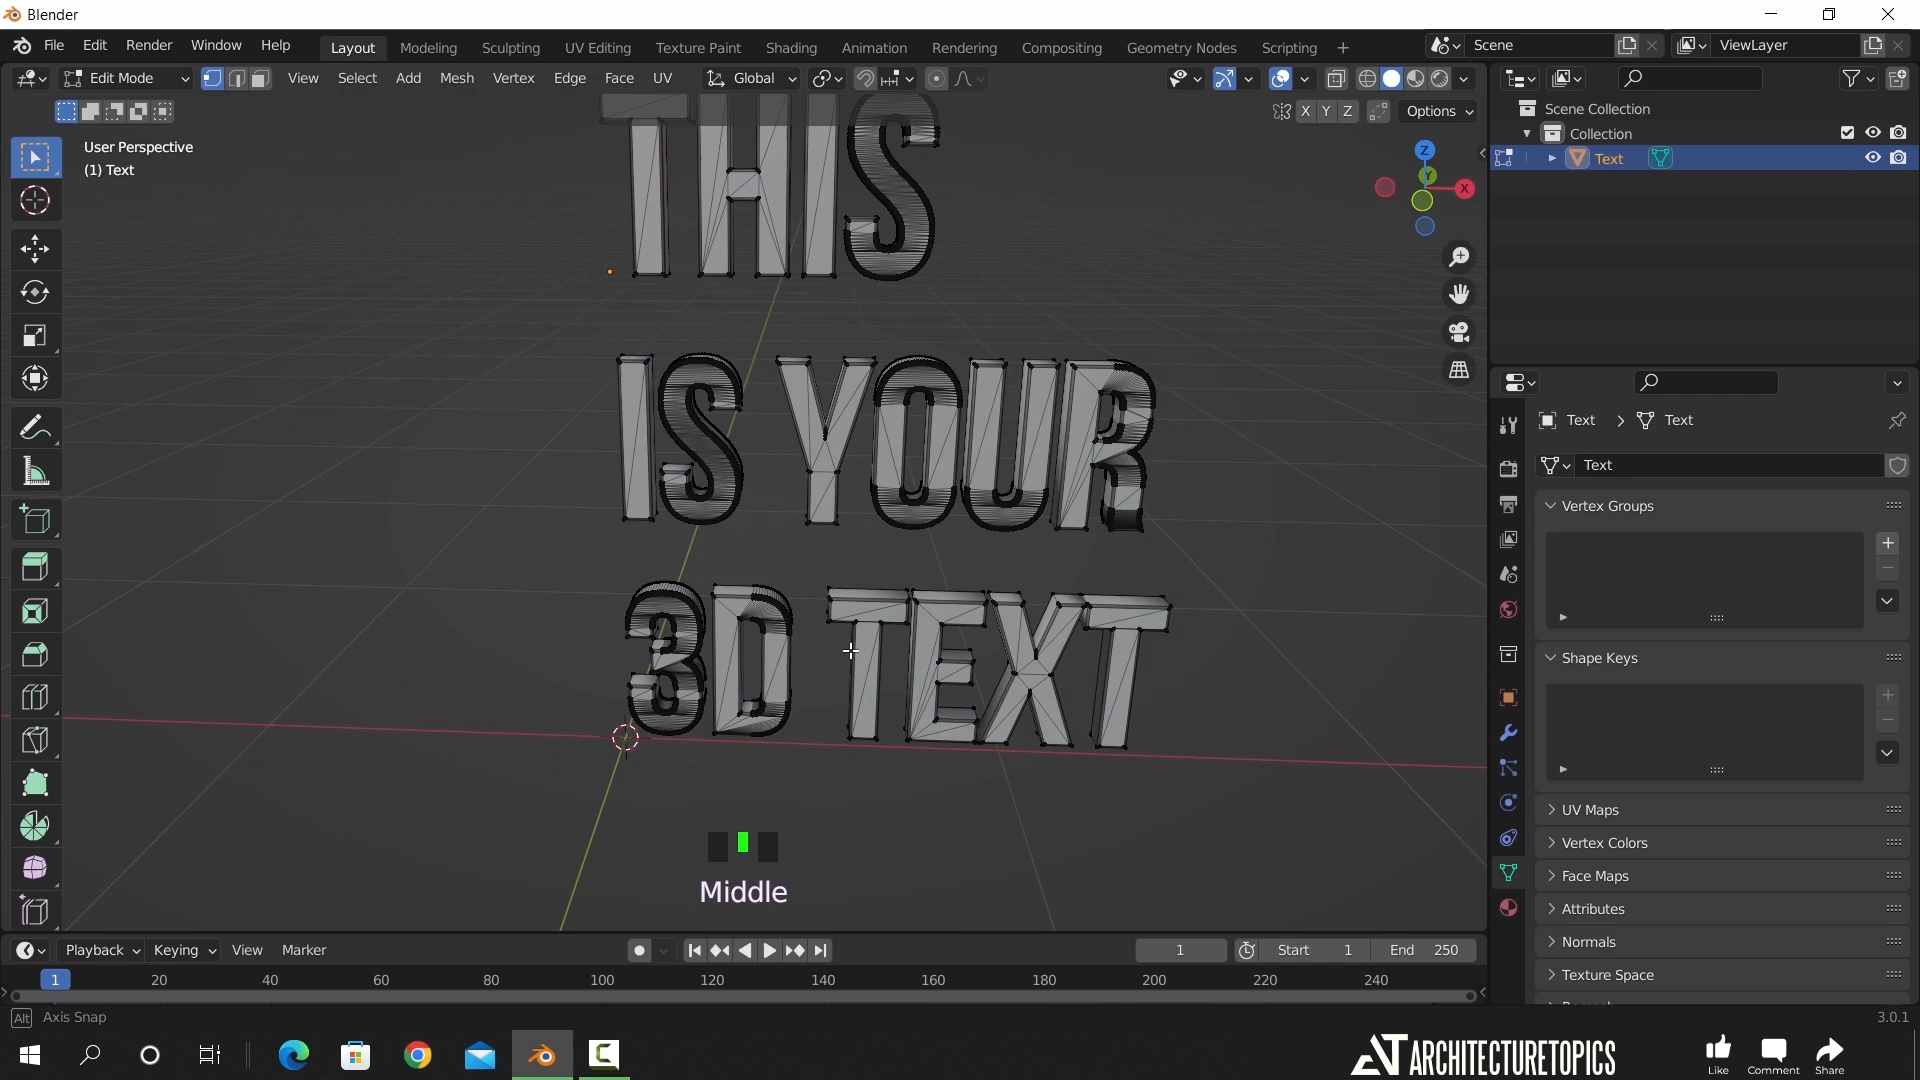 Blender
File Edit Render Window Help Layout Modeling Sculpting UV Editing Texture Paint Shading Animation Rendering Compositing Geometry Nodes Scripting + Scene ViewLayer
Edit Mode View Select Add Mesh Vertex Edge Face UV Global
X Y Z Options
User Perspective
(1) Text
Z
Y
X
THIS
IS YOUR
3D TEXT
Middle
Scene Collection
Collection
Text
Text > Text
Text
Vertex Groups
Shape Keys
UV Maps
Vertex Colors
Face Maps
Attributes
Normals
Texture Space
Playback Keying View Marker 1 Start 1 End 250
1 20 40 60 80 100 120 140 160 180 200 220 240
Alt Axis Snap 3.0.1
ARCHITECTURETOPICS
Like Comment Share